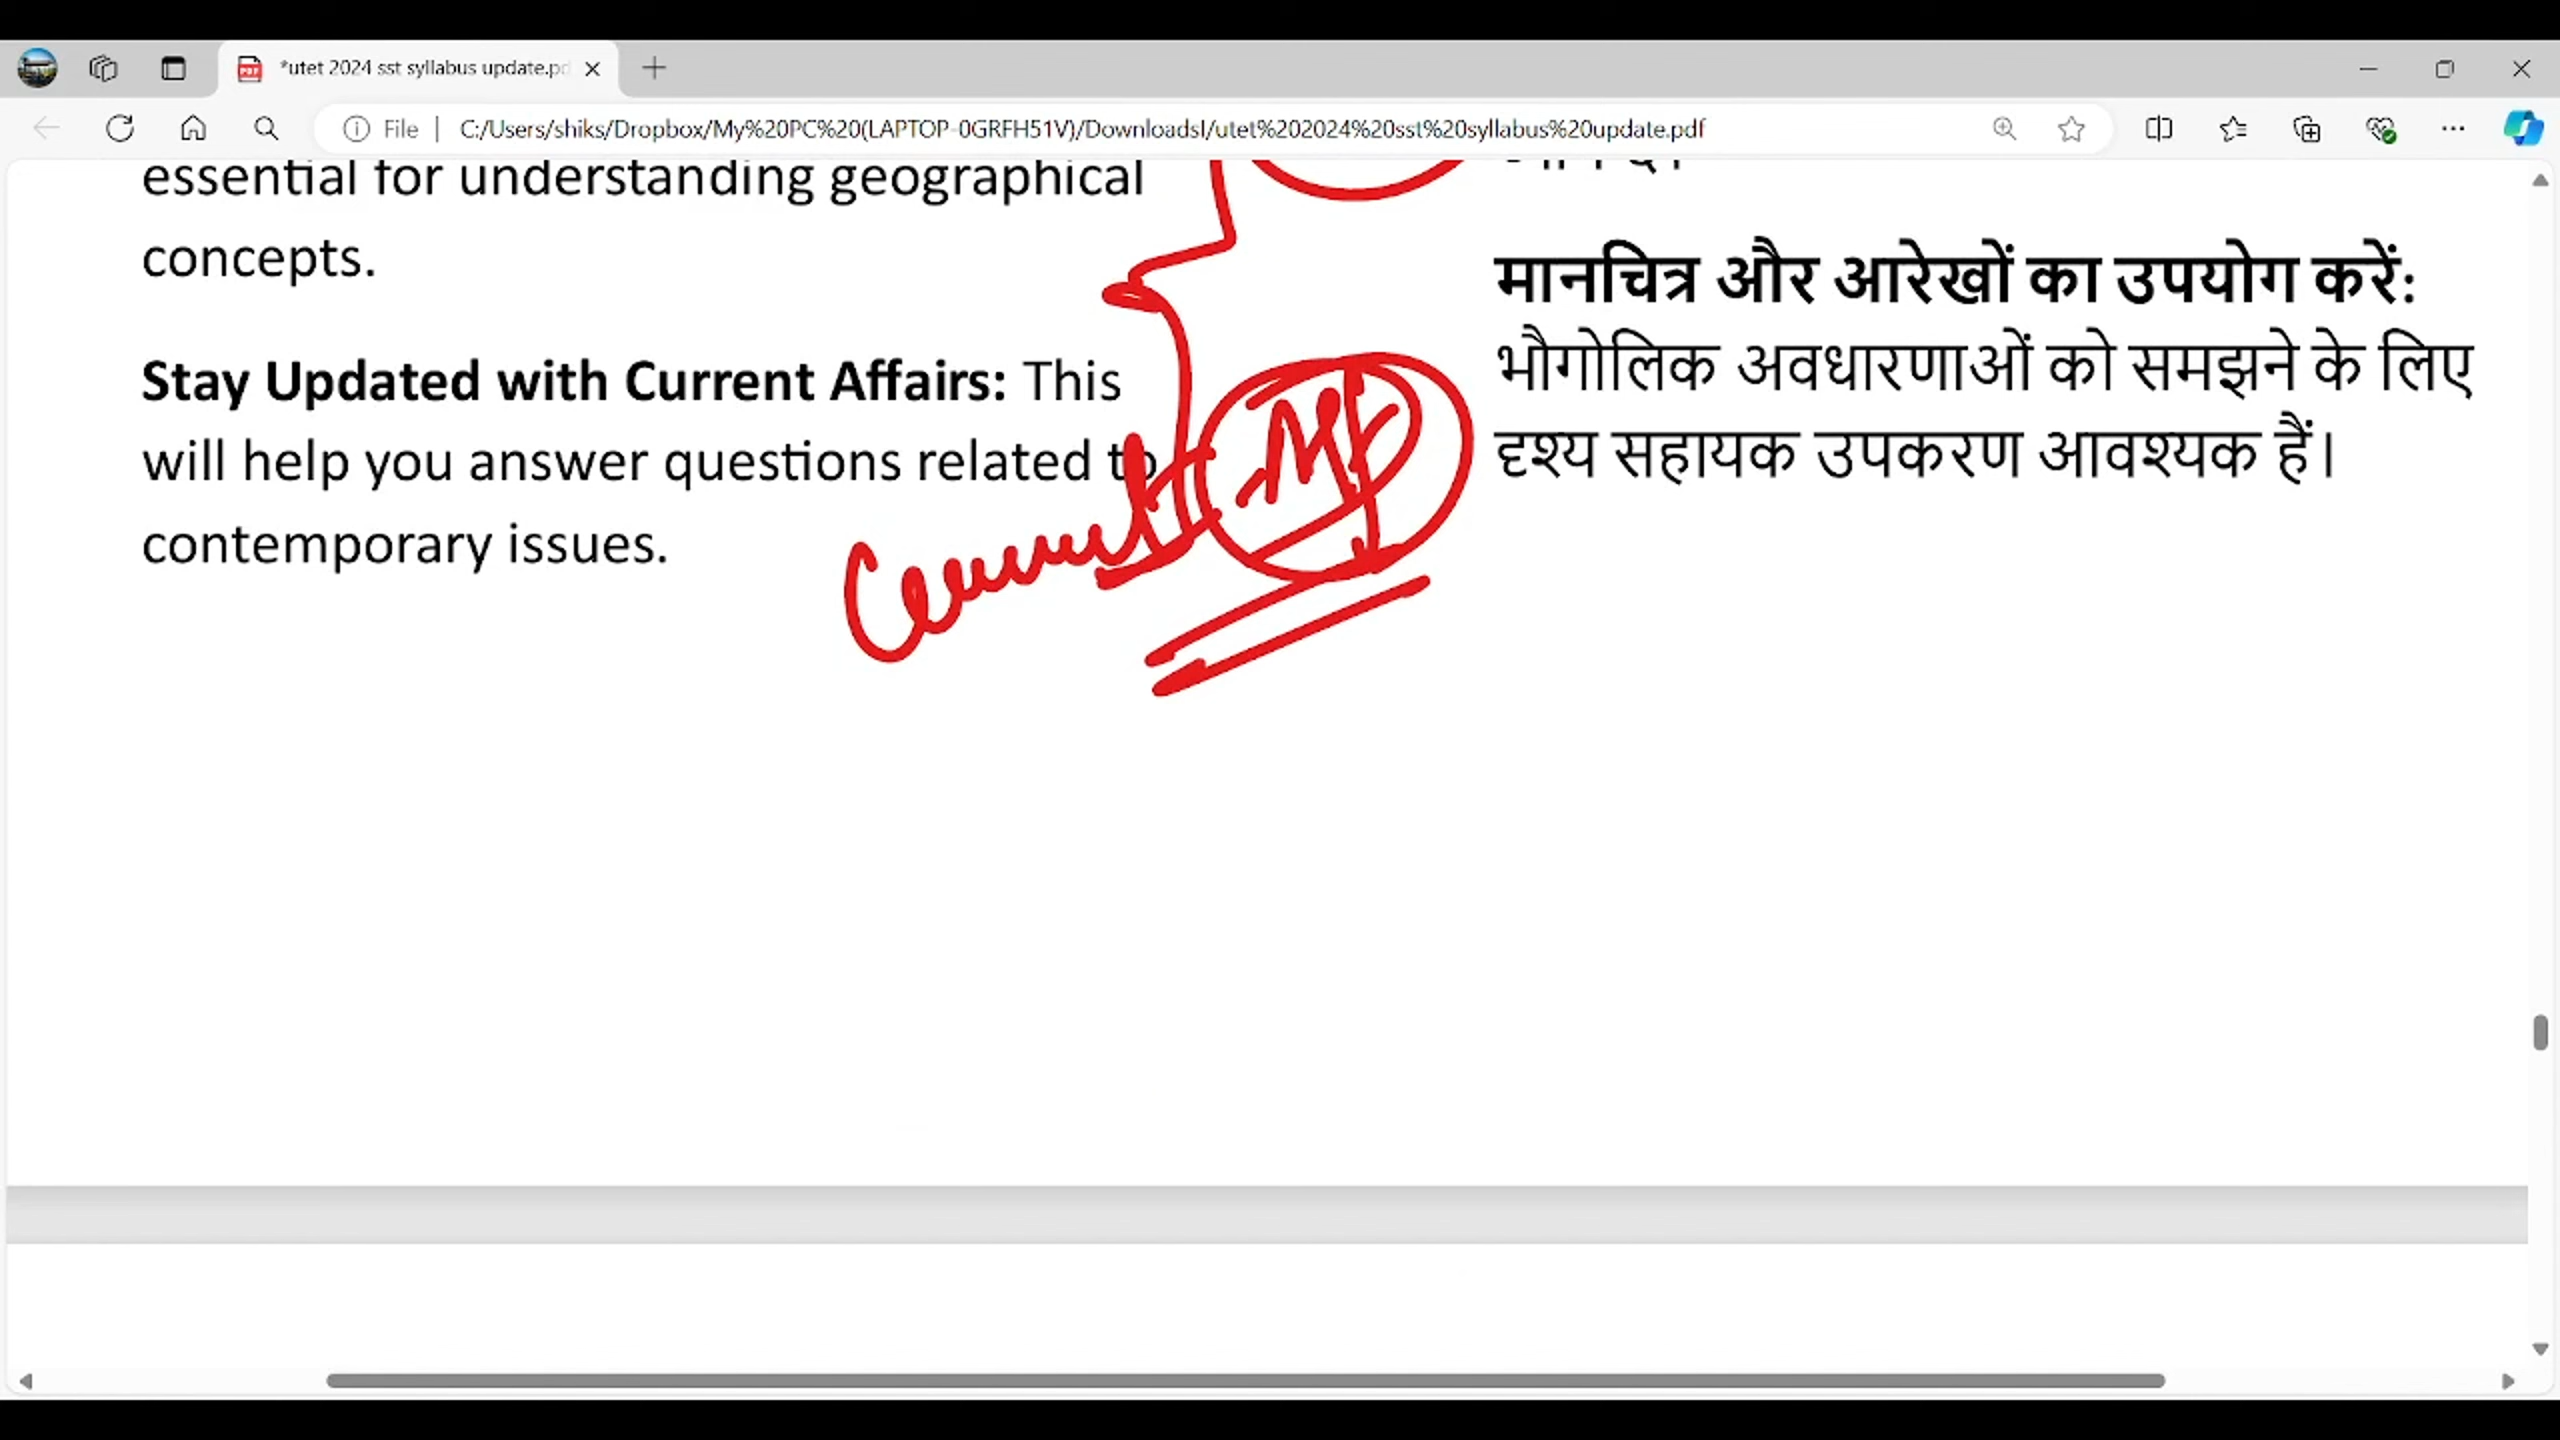 *utet 2024 sst syllabus update.pd
File
C:/Users/shiks/Dropbox/My%20PC%20(LAPTOP-0GRFH51V)/Downloadsl/utet%202024%20sst%20syllabus%20update.pdf
essential for understanding geographical
concepts.
Stay Updated with Current Affairs: This
will help you answer questions related to
contemporary issues.
मानचित्र और आरेखों का उपयोग करें:
भौगोलिक अवधारणाओं को समझने के लिए
दृश्य सहायक उपकरण आवश्यक हैं।